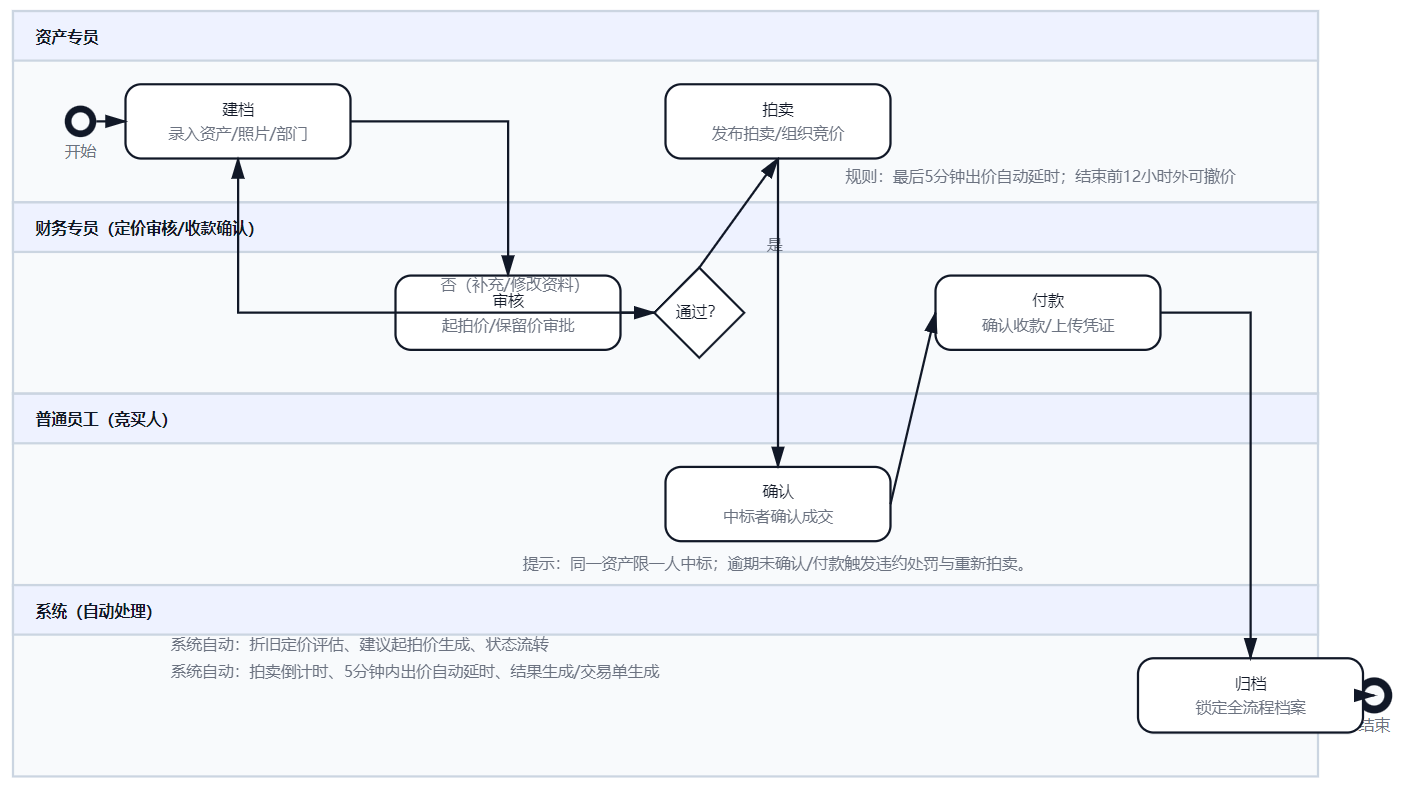 资产专员
建档
录入资产/照片/部门
开始
拍卖
发布拍卖/组织竞价
规则：最后5分钟出价自动延时；结束前12小时外可撤价
财务专员（定价审核/收款确认）
是
否（补充/修改资料）
审核
起拍价/保留价审批
通过？
付款
确认收款/上传凭证
普通员工（竞买人）
确认
中标者确认成交
提示：同一资产限一人中标；逾期未确认/付款触发违约处罚与重新拍卖。
系统（自动处理）
系统自动：折旧定价评估、建议起拍价生成、状态流转
系统自动：拍卖倒计时、5分钟内出价自动延时、结果生成/交易单生成
归档
锁定全流程档案
结束